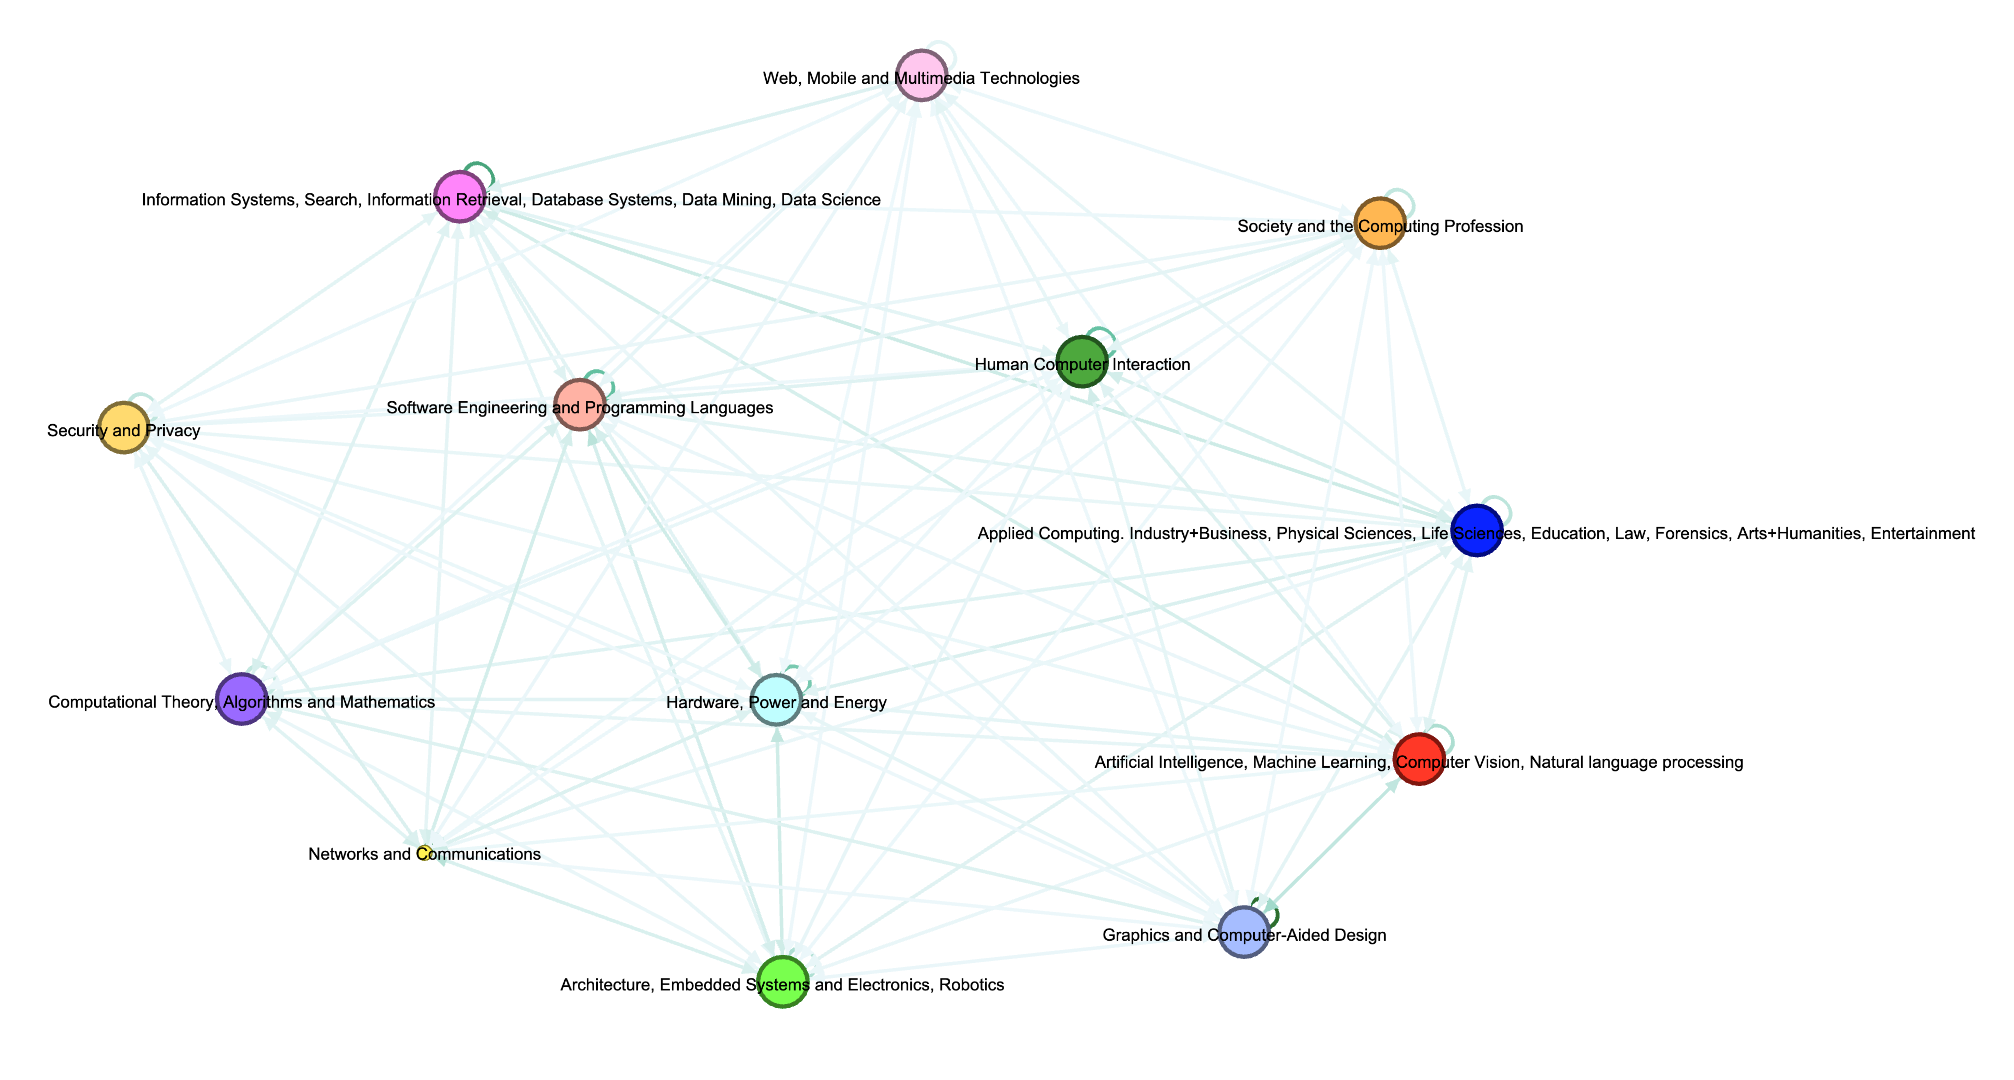 Web, Mobile and Multimedia Technologies
Information Systems, Search, Information Retrieval, Database Systems, Data Mining, Data Science
Society and the Computing Profession
Human Computer Interaction
Software Engineering and Programming Languages
Security and Privacy
Applied Computing. Industry+Business, Physical Sciences, Life Sciences, Education, Law, Forensics, Arts+Humanities, Entertainment
Computational Theory, Algorithms and Mathematics
Hardware, Power and Energy
Artificial Intelligence, Machine Learning, Computer Vision, Natural language processing
Networks and Communications
Graphics and Computer-Aided Design
Architecture, Embedded Systems and Electronics, Robotics